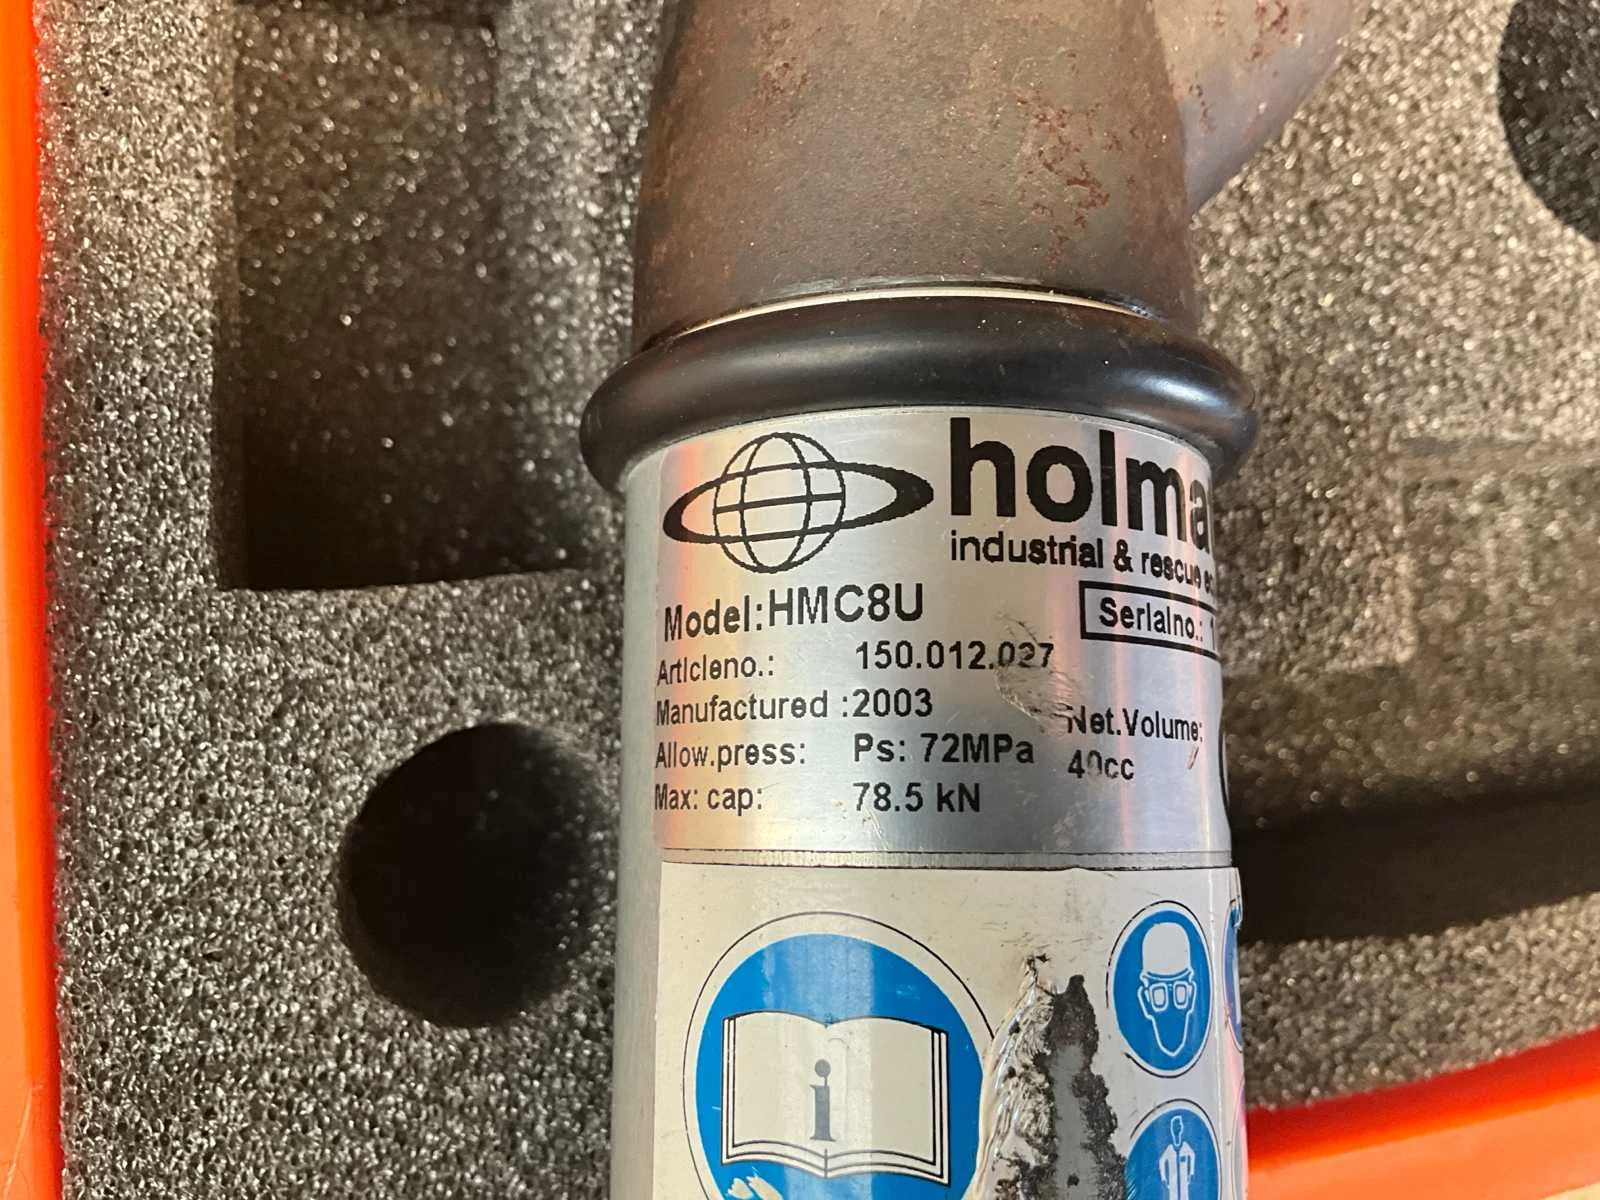 holma
industrial & rescue
Model:HMC8U
Serialno.: 1
Articleno.: 150.012.027
Manufactured :2003
Net.Volume:
40cc
Allow.press: Ps: 72MPa
Max: cap: 78.5 kN
i